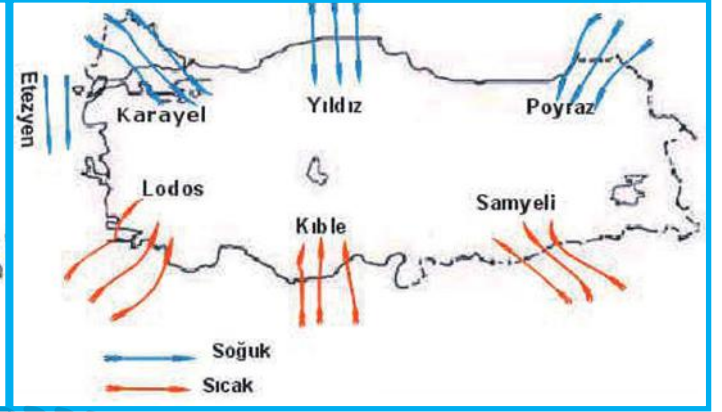 Etezyen
Karayel
Yıldız
Poyraz
Lodos
Kıble
Samyeli
Soğuk
Sıcak